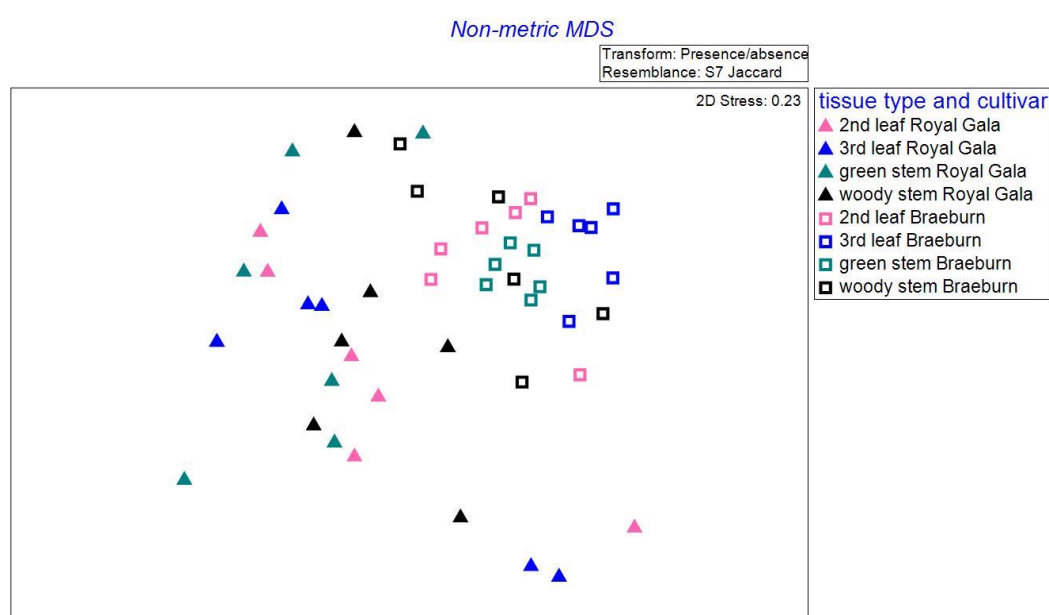 Non-metric MDS
Transform: Presence/absence
Resemblance: S7 Jaccard
2D Stress: 0.23
tissue type and cultivar
2nd leaf Royal Gala
3rd leaf Royal Gala
green stem Royal Gala
woody stem Royal Gala
2nd leaf Braeburn
3rd leaf Braeburn
green stem Braeburn
woody stem Braeburn